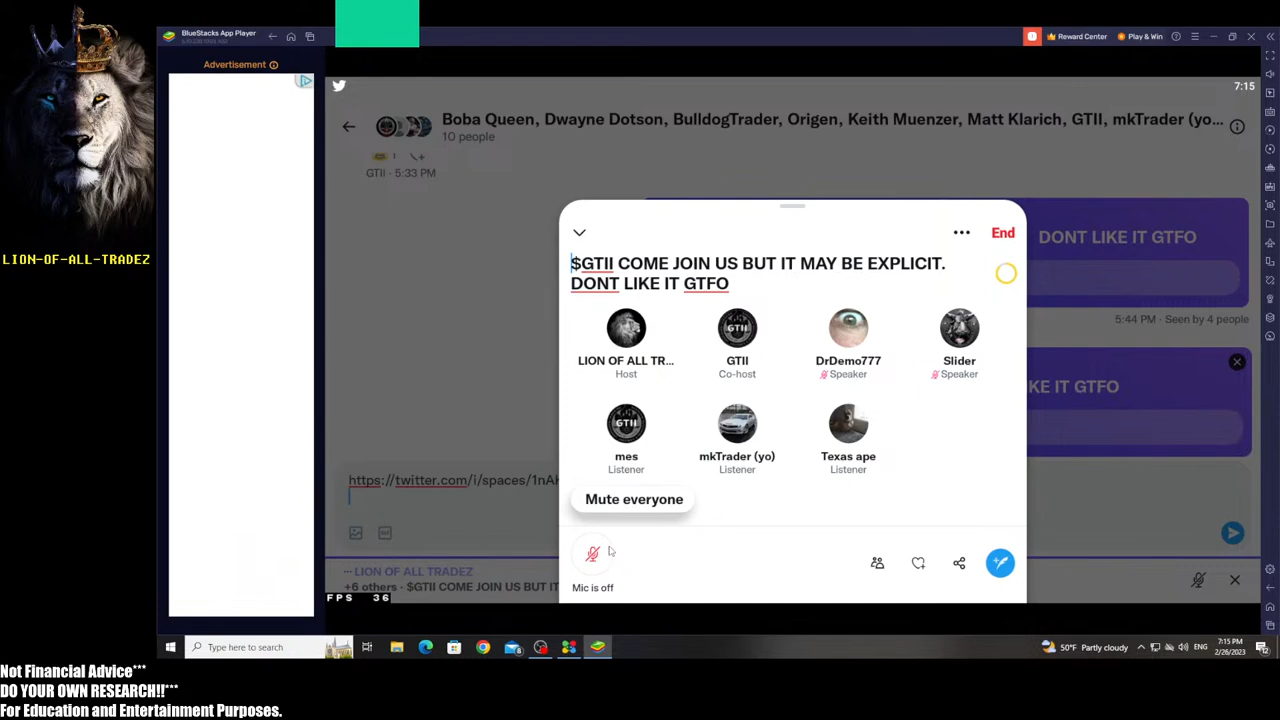 BlueStacks App Player
Reward Center
Play & Win
Advertisement
7:15
Boba Queen, Dwayne Dotson, BulldogTrader, Origen, Keith Muenzer, Matt Klarich, GTII, mkTrader (yo...
10 people
1
GTII - 5:33 PM
LION-OF-ALL-TRADEZ
End
DONT LIKE IT GTFO
$GTII COME JOIN US BUT IT MAY BE EXPLICIT.
DONT LIKE IT GTFO
5:44 PM · Seen by 4 people
LION OF ALL TR...
Host
GTII
Co-host
DrDemo777
Speaker
Slider
Speaker
KE IT GTFO
mes
Listener
mkTrader (yo)
Listener
Texas ape
Listener
https://twitter.com/i/spaces/1nAK
Mute everyone
GIF
Mic is off
LION OF ALL TRADEZ
+6 others · $GTII COME JOIN US BUT IT
FPS 36
Type here to search
50°F Partly cloudy
ENG
7:15 PM
2/26/2023
Not Financial Advice***
DO YOUR OWN RESEARCH!!***
For Education and Entertainment Purposes.